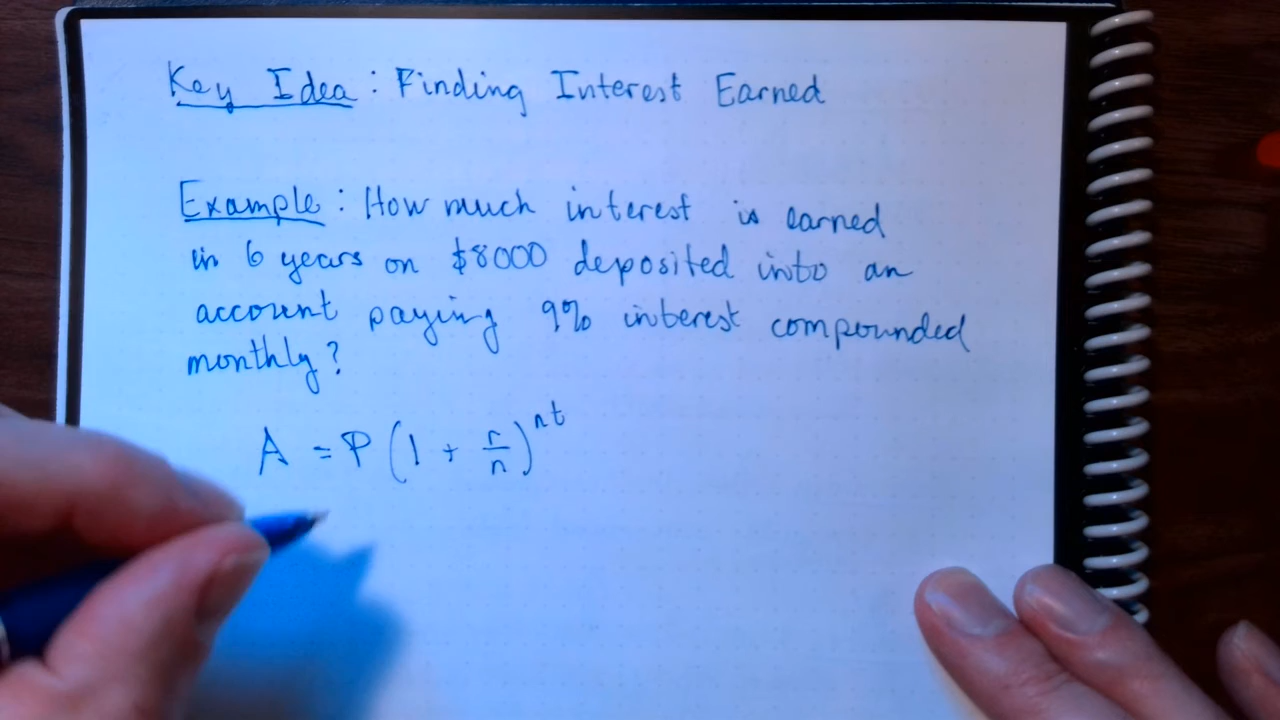 Key Idea : Finding Interest Earned
Example : How much interest is earned
in 6 years on $8000 deposited into an
account paying 9% interest compounded
monthly?
A = P (1 + r/n)^nt